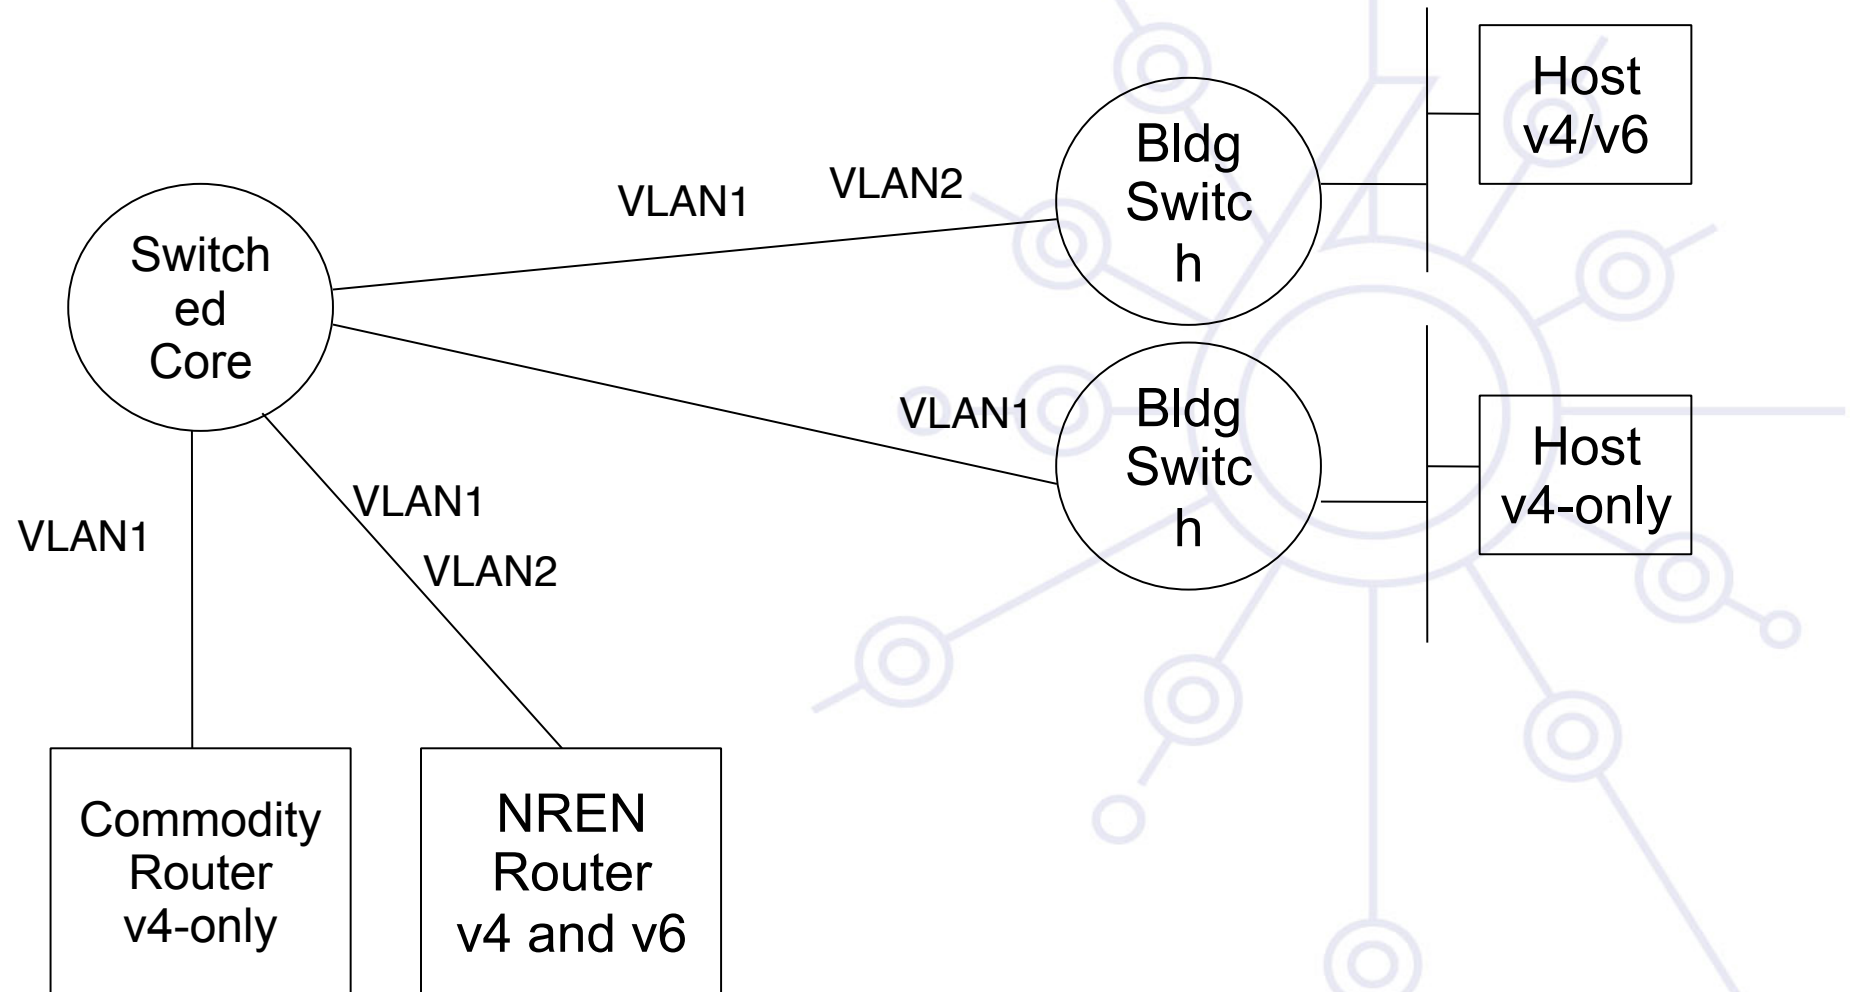 Host
v4/v6
Bldg
Switc
h
VLAN1
VLAN2
Switch
ed
Core
VLAN1
Bldg
Switc
h
Host
v4-only
VLAN1
VLAN1
VLAN2
Commodity
Router
v4-only
NREN
Router
v4 and v6